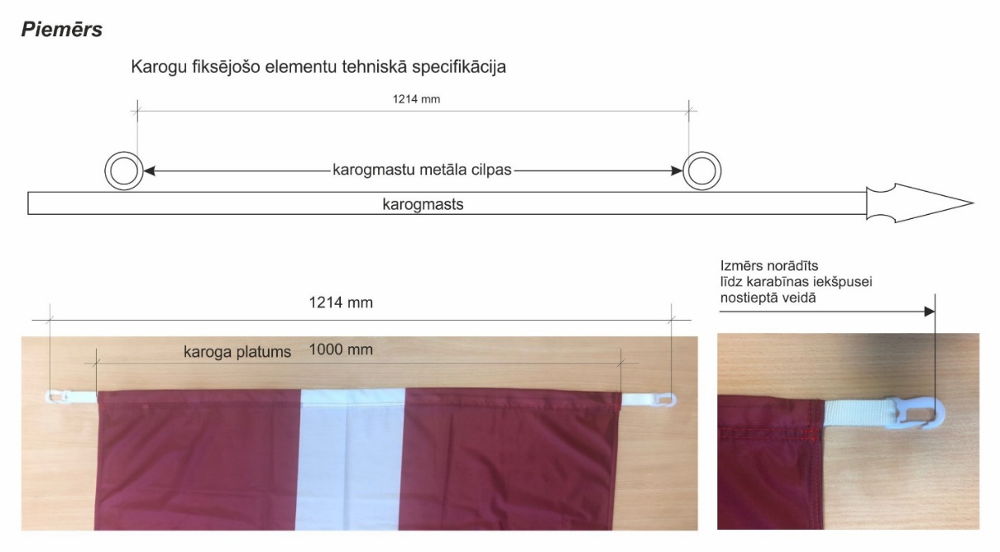 Piemērs
Karogu fiksējošo elementu tehniskā specifikācija
1214 mm
karogmastu metāla cilpas
karogmasts
Izmērs norādīts
līdz karabīnas iekšpusei
nostieptā veidā
1214 mm
karoga platums 1000 mm